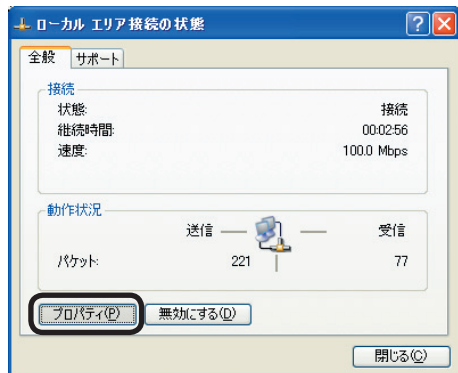 ローカル エリア接続の状態
全般 サポート
接続
状態: 接続
継続時間: 00:02:56
速度: 100.0 Mbps
動作状況
送信 受信
パケット: 221 77
プロパティ(P) 無効にする(D)
閉じる(C)